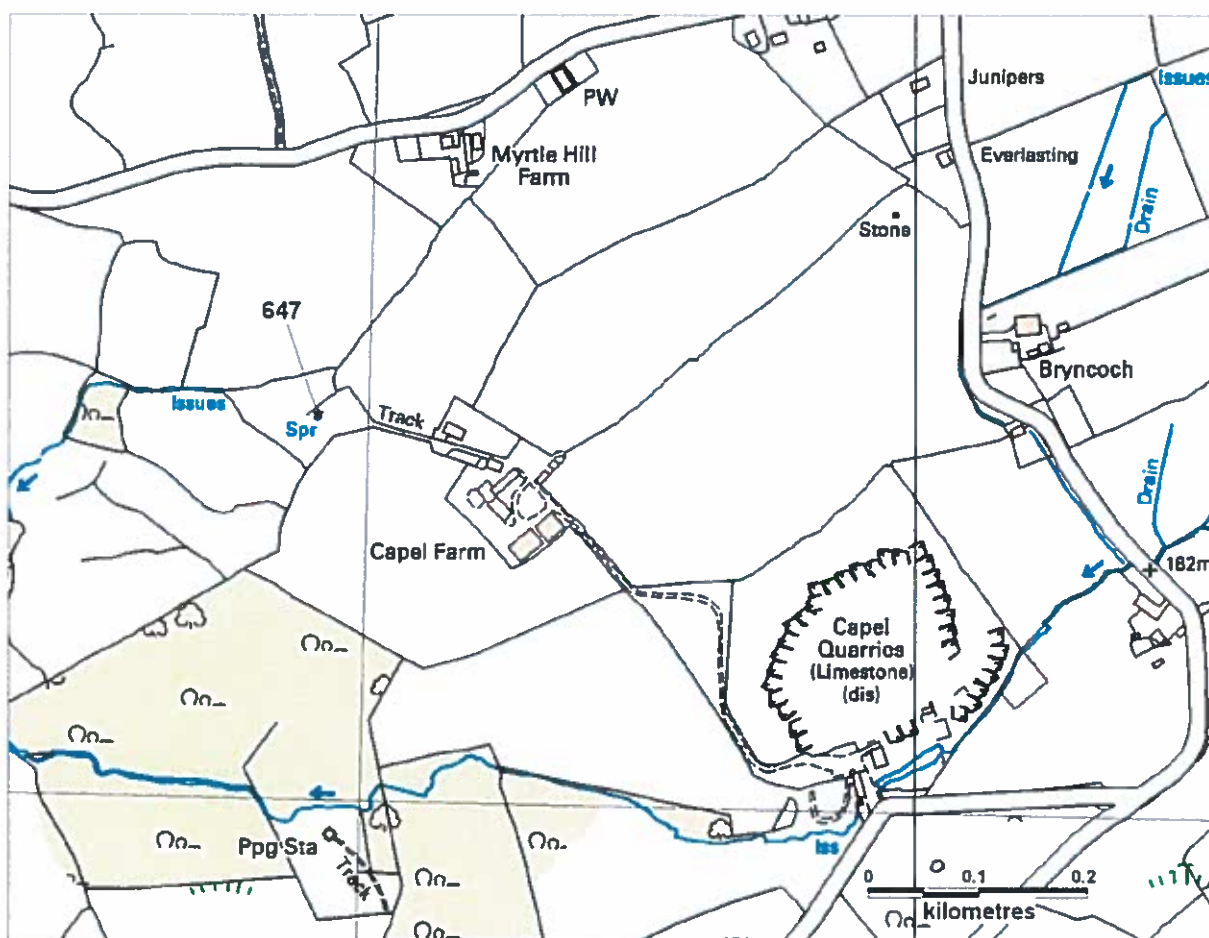 Junipers
Issues
PW
Myrtle Hill
Farm
Everlasting
Stone
Drain
647
Bryncoch
Issues
Spr
Track
Drain
Capel Farm
182m
Capel
Quarrios
(Limestone)
(dis)
Ppg Sta
Track
Iss
0 0.1 0.2
kilometres